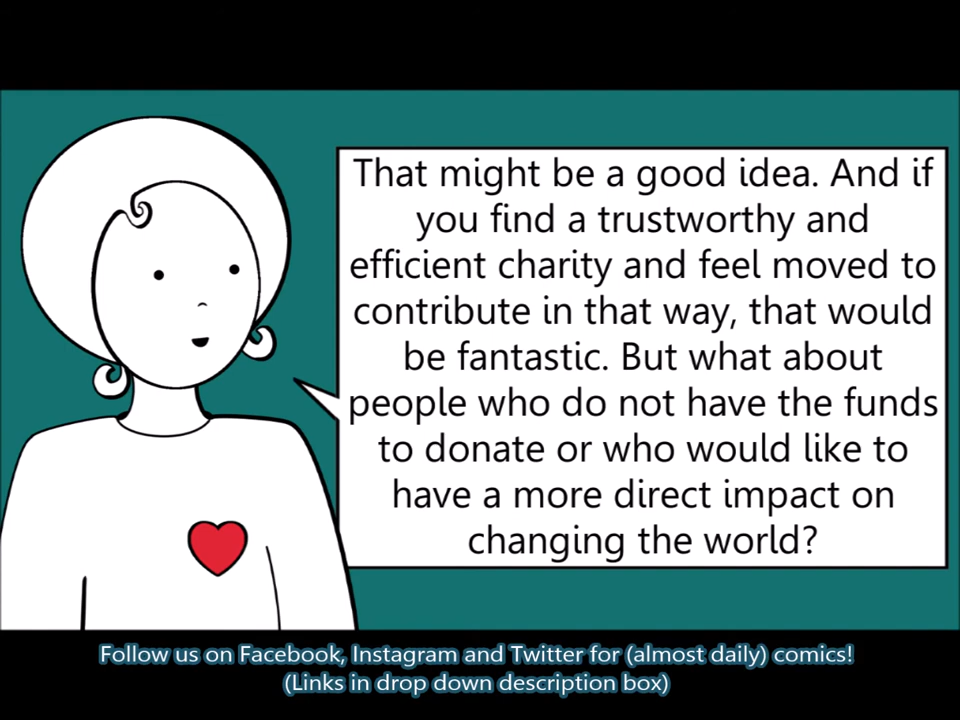 That might be a good idea. And if
you find a trustworthy and
efficient charity and feel moved to
contribute in that way, that would
be fantastic. But what about
people who do not have the funds
to donate or who would like to
have a more direct impact on
changing the world?
Follow us on Facebook, Instagram and Twitter for (almost daily) comics!
(Links in drop down description box)